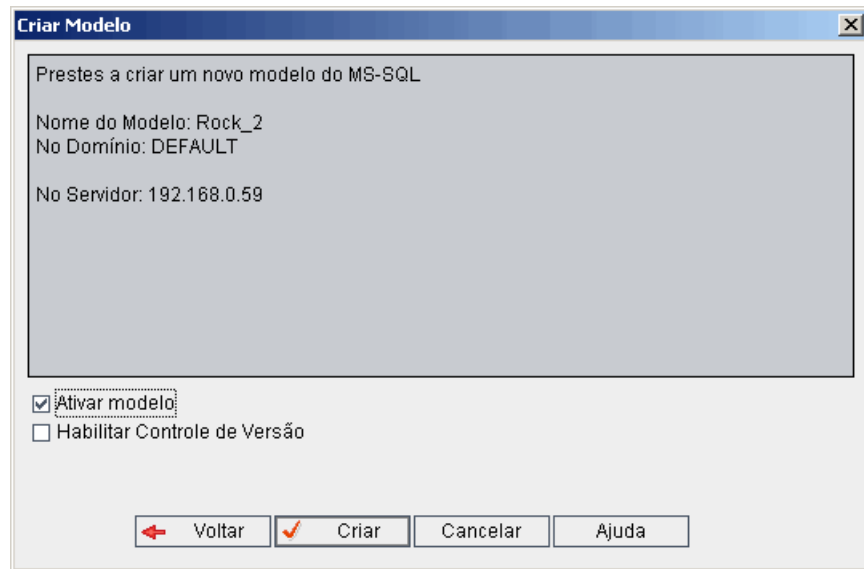 Criar Modelo
Prestes a criar um novo modelo do MS-SQL
Nome do Modelo: Rock_2
No Domínio: DEFAULT
No Servidor: 192.168.0.59
Ativar modelo
Habilitar Controle de Versão
Voltar Criar Cancelar Ajuda